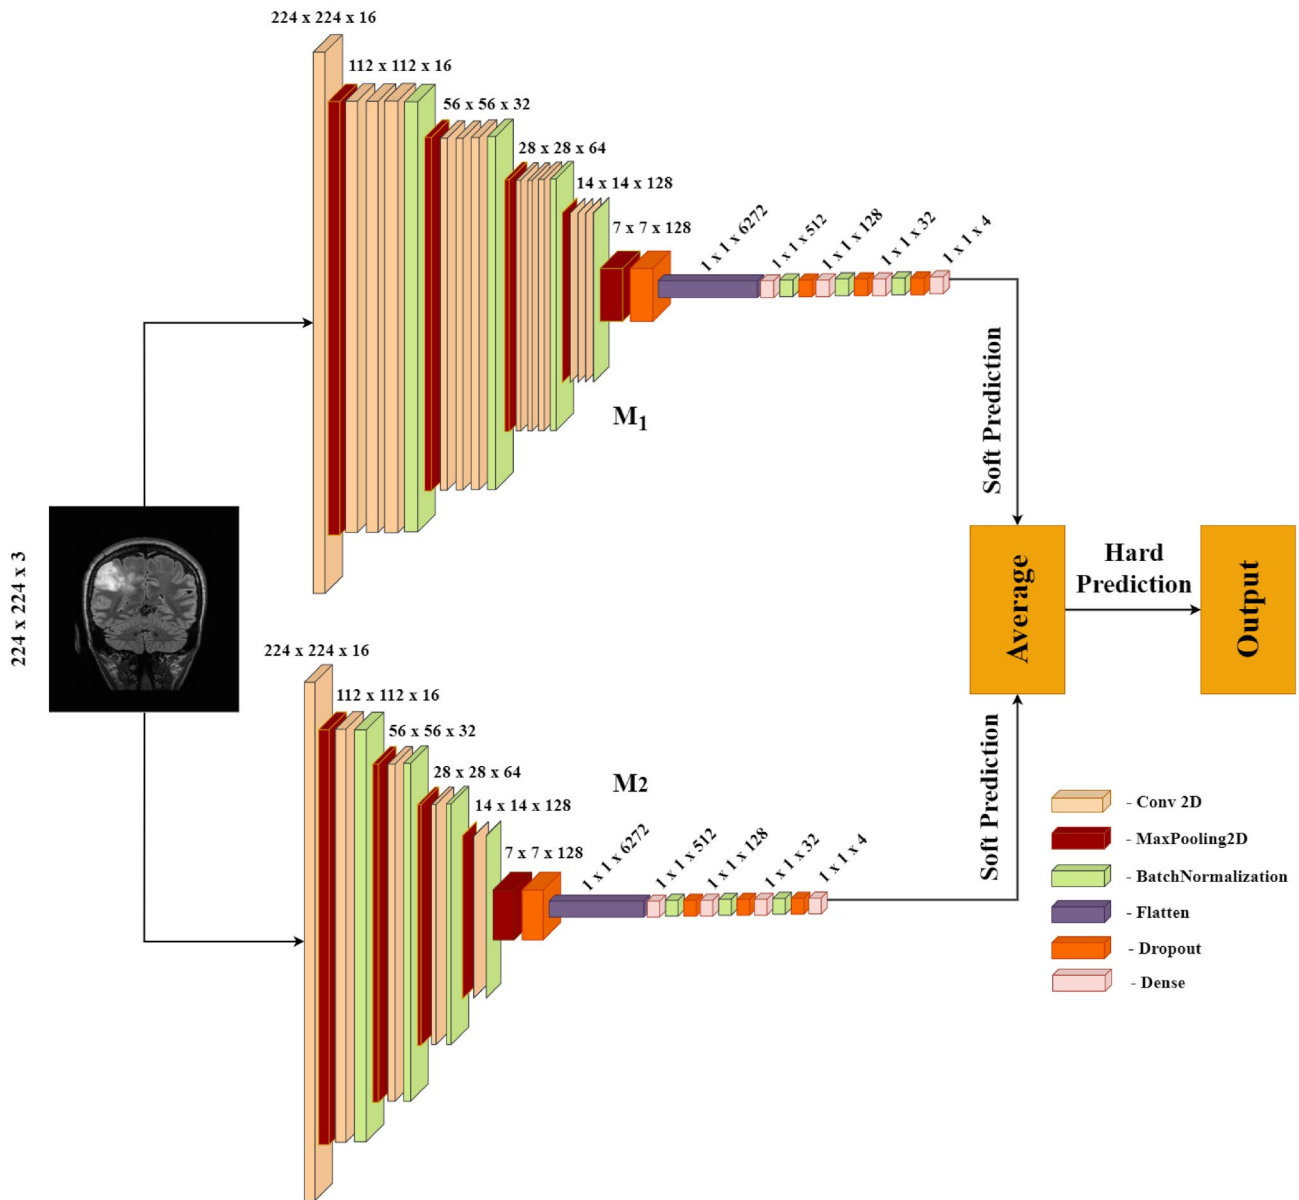 224 x 224 x 16
112 x 112 x 16
56 x 56 x 32
28 x 28 x 64
14 x 14 x 128
7 x 7 x 128
1 x 1 x 6272
1 x 1 x 512
1 x 1 x 128
1 x 1 x 32
1 x 1 x 4
M1
Soft Prediction
224 x 224 x 3
Average
Hard
Prediction
Output
224 x 224 x 16
112 x 112 x 16
56 x 56 x 32
28 x 28 x 64
14 x 14 x 128
7 x 7 x 128
1 x 1 x 6272
1 x 1 x 512
1 x 1 x 128
1 x 1 x 32
1 x 1 x 4
M2
Soft Prediction
- Conv 2D
- MaxPooling2D
- BatchNormalization
- Flatten
- Dropout
- Dense